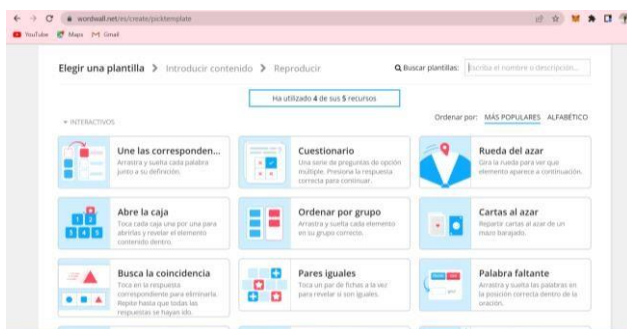 wordwall.net/es/create/picktemplate
YouTube Maps Gmail
Elegir una plantilla > Introducir contenido > Reproducir
Buscar plantillas: Escriba el nombre o descripción...
Ha utilizado 4 de sus 5 recursos
INTERACTIVOS
Ordenar por: MÁS POPULARES ALFABÉTICO
Une las corresponden...
Arrastra y suelta cada palabra
junto a su definición.
Cuestionario
Una serie de preguntas de opción
múltiple. Presiona la respuesta
correcta para continuar.
Rueda del azar
Gira la rueda para ver que
elemento aparece a continuación.
Abre la caja
Toca cada caja una por una para
abrirlas y revelar el elemento
contenido dentro.
Ordenar por grupo
Arrastra y suelta cada elemento
en su grupo correcto.
Cartas al azar
Repartir cartas al azar de un
mazo barajado.
Busca la coincidencia
Toca en la respuesta
correspondiente para eliminarla.
Repite hasta que todas las
respuestas se hayan ido.
Pares iguales
Toca un par de fichas a la vez
para revelar si son iguales.
Palabra faltante
Arrastra y suelta las palabras en
la posición correcta dentro de la
oración.